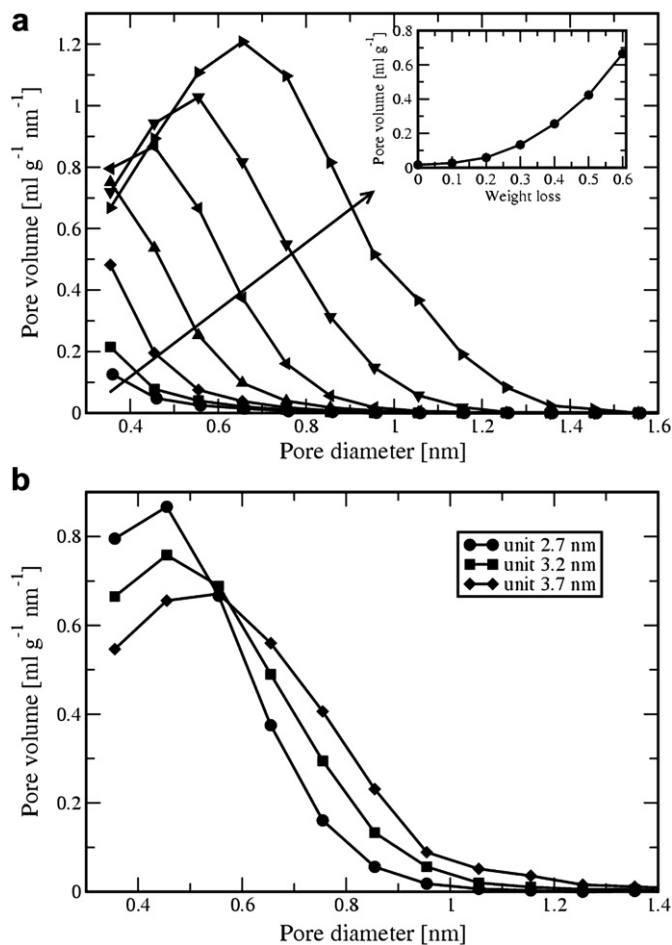 a
Pore volume [ml g⁻¹ nm⁻¹]
1.2
1
0.8
0.6
0.4
0.2
0
0.4 0.6 0.8 1.0 1.2 1.4 1.6
Pore diameter [nm]
Pore volume [ml g⁻¹]
0.8
0.6
0.4
0.2
0
0 0.1 0.2 0.3 0.4 0.5 0.6
Weight loss
b
Pore volume [ml g⁻¹ nm⁻¹]
0.8
0.6
0.4
0.2
0
unit 2.7 nm
unit 3.2 nm
unit 3.7 nm
0.4 0.6 0.8 1.0 1.2 1.4
Pore diameter [nm]